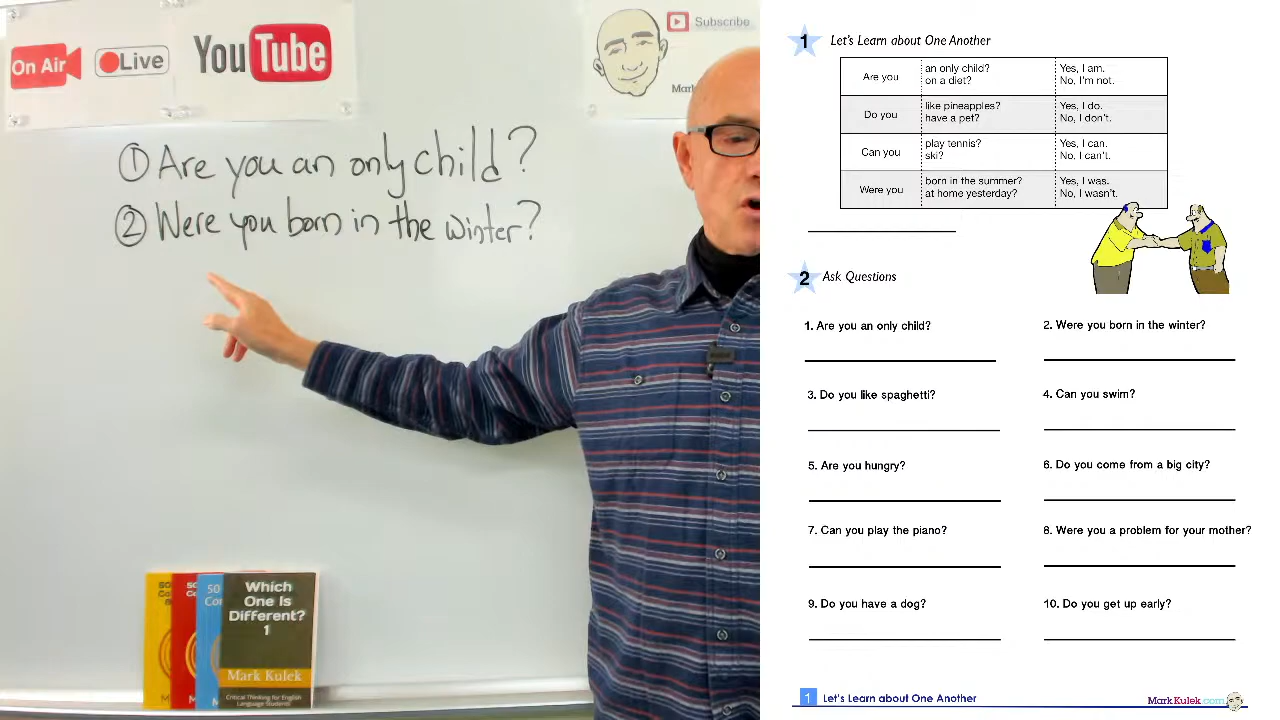 On Air
Live
YouTube
Subscribe
Mark
① Are you an only child?
② Were you born in the winter?
50
50
50
Which
One Is
Different?
1
Mark Kulek
Critical Thinking for English
Language Students
1 Let's Learn about One Another
Are you an only child? Yes, I am.
on a diet? No, I'm not.
Do you like pineapples? Yes, I do.
have a pet? No, I don't.
Can you play tennis? Yes, I can.
ski? No, I can't.
Were you born in the summer? Yes, I was.
at home yesterday? No, I wasn't.
2 Ask Questions
1. Are you an only child?
2. Were you born in the winter?
3. Do you like spaghetti?
4. Can you swim?
5. Are you hungry?
6. Do you come from a big city?
7. Can you play the piano?
8. Were you a problem for your mother?
9. Do you have a dog?
10. Do you get up early?
1 Let's Learn about One Another
MarkKulek.com